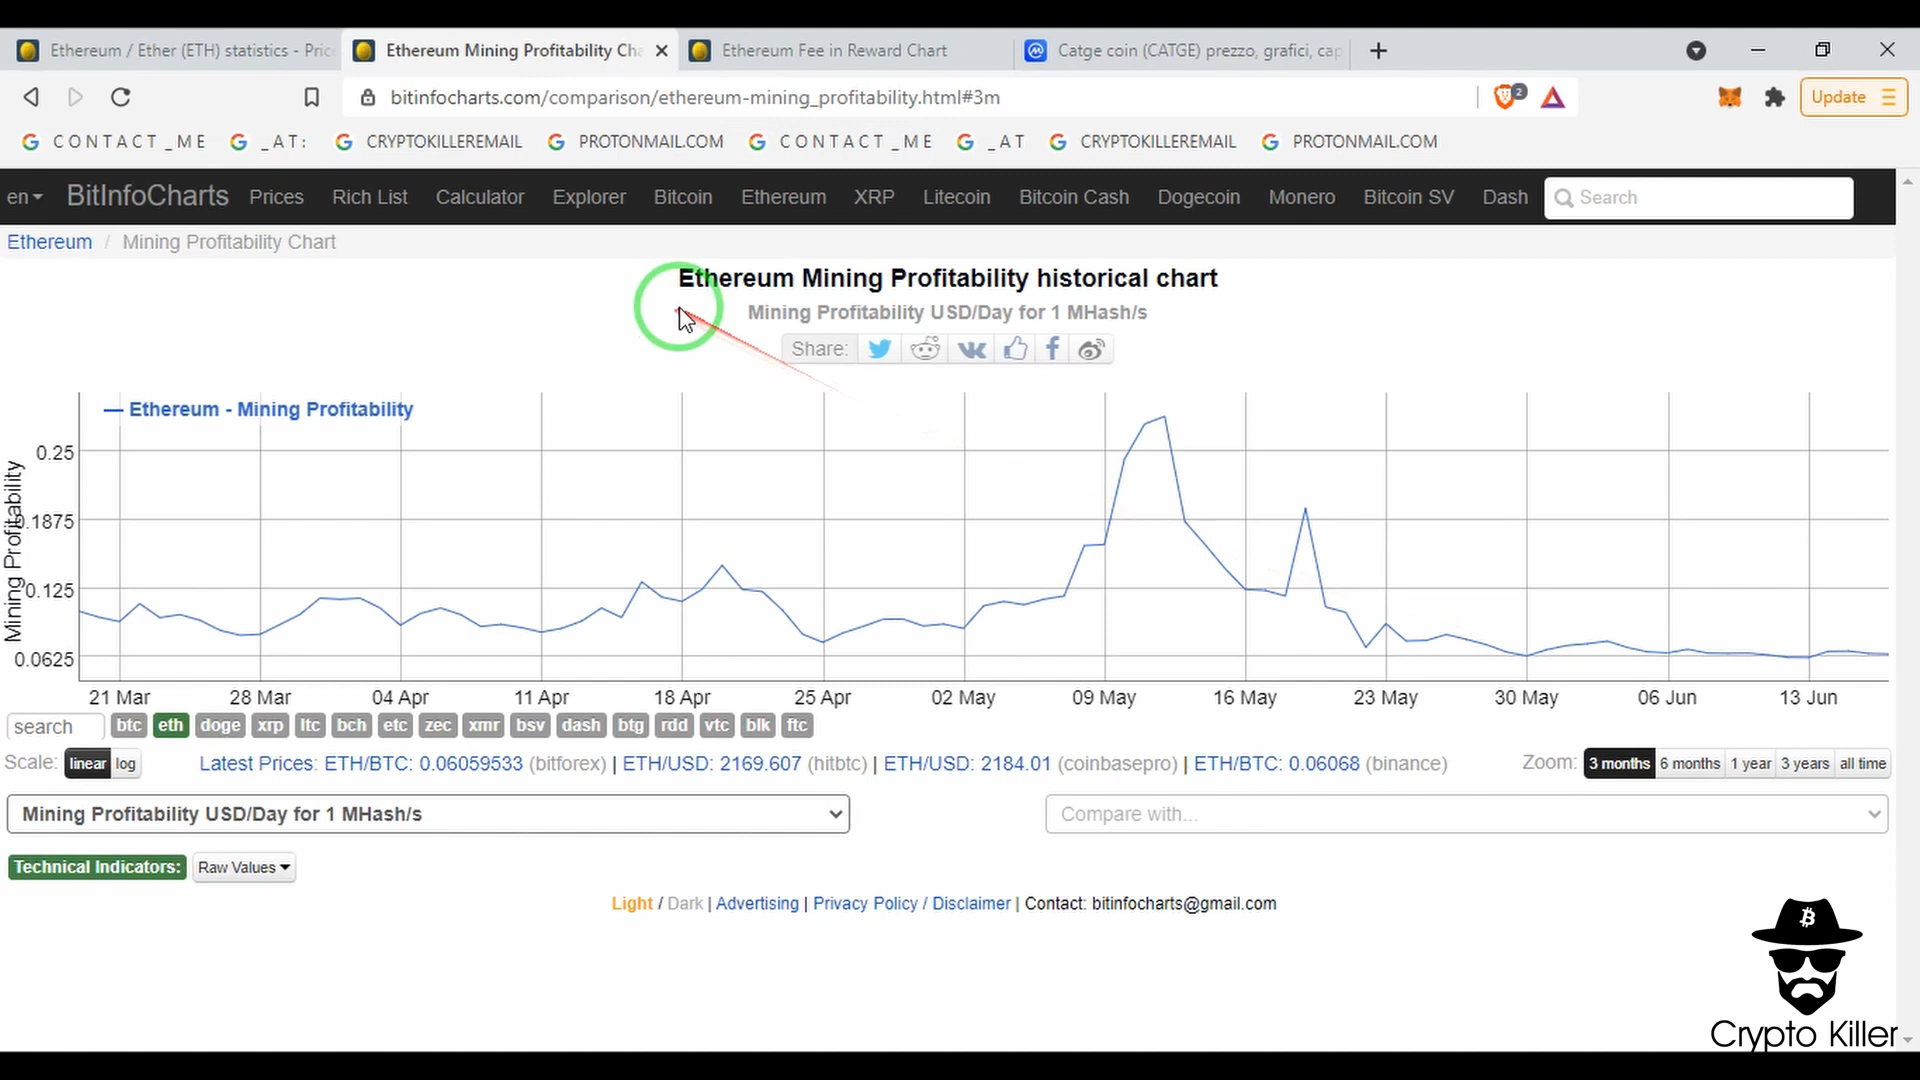 Ethereum / Ether (ETH) statistics - Pric
Ethereum Mining Profitability Cha
Ethereum Fee in Reward Chart
Catge coin (CATGE) prezzo, grafici, cap
bitinfocharts.com/comparison/ethereum-mining_profitability.html#3m
2
Update
C O N T A C T _ M E
_ A T :
CRYPTOKILLEREMAIL
PROTONMAIL.COM
C O N T A C T _ M E
_ A T
CRYPTOKILLEREMAIL
PROTONMAIL.COM
en BitInfoCharts Prices Rich List Calculator Explorer Bitcoin Ethereum XRP Litecoin Bitcoin Cash Dogecoin Monero Bitcoin SV Dash Search
Ethereum / Mining Profitability Chart
Ethereum Mining Profitability historical chart
Mining Profitability USD/Day for 1 MHash/s
Share:
Ethereum - Mining Profitability
Mining Profitability
0.25
0.1875
0.125
0.0625
21 Mar 28 Mar 04 Apr 11 Apr 18 Apr 25 Apr 02 May 09 May 16 May 23 May 30 May 06 Jun 13 Jun
search btc eth doge xrp ltc bch etc zec xmr bsv dash btg rdd vtc blk ftc
Scale: linear log
Latest Prices: ETH/BTC: 0.06059533 (bitforex) | ETH/USD: 2169.607 (hitbtc) | ETH/USD: 2184.01 (coinbasepro) | ETH/BTC: 0.06068 (binance)
Zoom: 3 months 6 months 1 year 3 years all time
Mining Profitability USD/Day for 1 MHash/s
Compare with...
Technical Indicators: Raw Values
Light / Dark | Advertising | Privacy Policy / Disclaimer | Contact: bitinfocharts@gmail.com
Crypto Killer